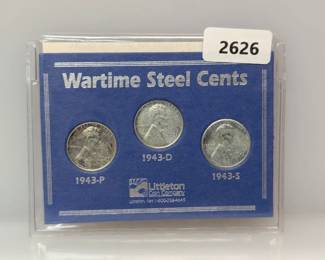 2626
Wartime Steel Cents
1943-P
1943-D
1943-S
Littleton
Coin Company